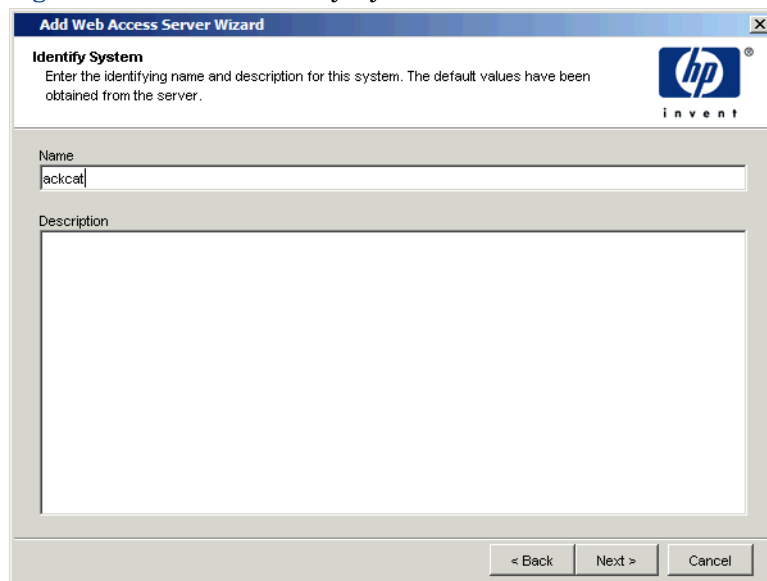 Add Web Access Server Wizard
Identify System
Enter the identifying name and description for this system. The default values have been
obtained from the server.
hp
®
invent
Name
ackcat
Description
< Back
Next >
Cancel